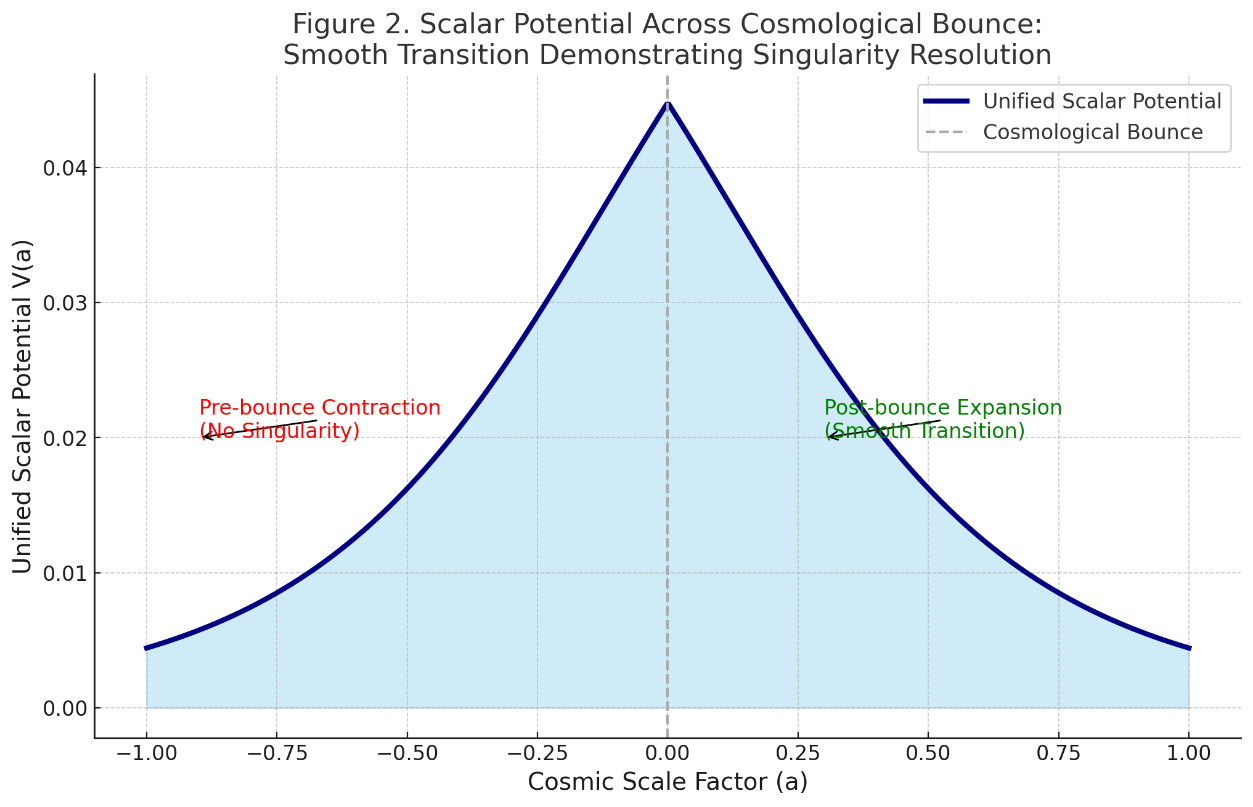 Figure 2. Scalar Potential Across Cosmological Bounce:
Smooth Transition Demonstrating Singularity Resolution
Unified Scalar Potential
Cosmological Bounce
Unified Scalar Potential V(a)
0.04
0.03
0.02
0.01
0.00
Pre-bounce Contraction
(No Singularity)
Post-bounce Expansion
(Smooth Transition)
−1.00 −0.75 −0.50 −0.25 0.00 0.25 0.50 0.75 1.00
Cosmic Scale Factor (a)